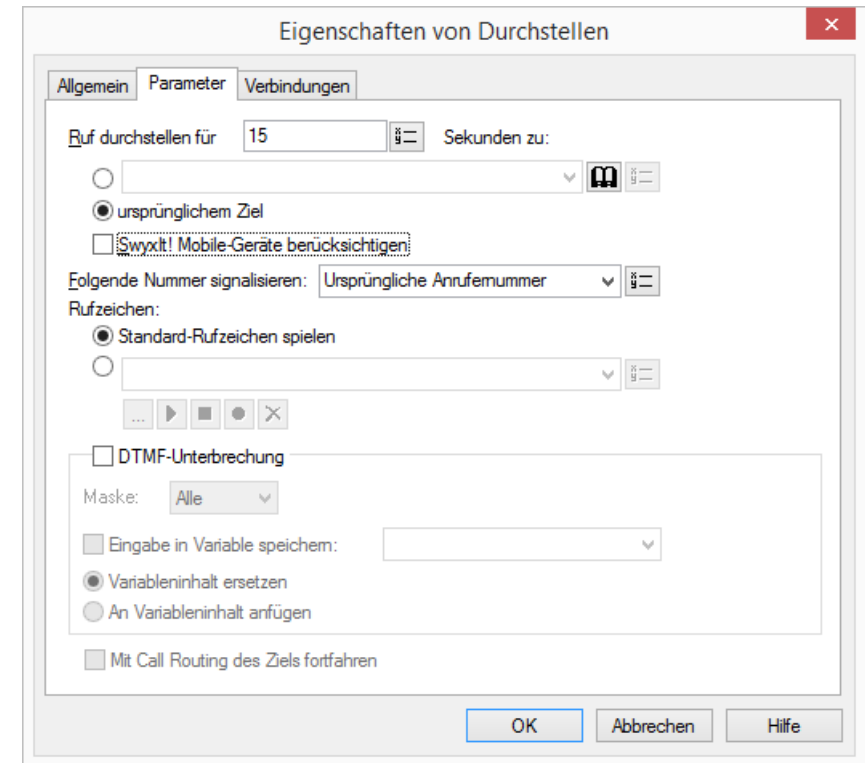 Eigenschaften von Durchstellen
Allgemein Parameter Verbindungen
Ruf durchstellen für 15 Sekunden zu:
ursprünglichem Ziel
SwyxIt! Mobile-Geräte berücksichtigen
Folgende Nummer signalisieren: Ursprüngliche Anrufernummer
Rufzeichen:
Standard-Rufzeichen spielen
...
DTMF-Unterbrechung
Maske: Alle
Eingabe in Variable speichern:
Variableninhalt ersetzen
An Variableninhalt anfügen
Mit Call Routing des Ziels fortfahren
OK Abbrechen Hilfe